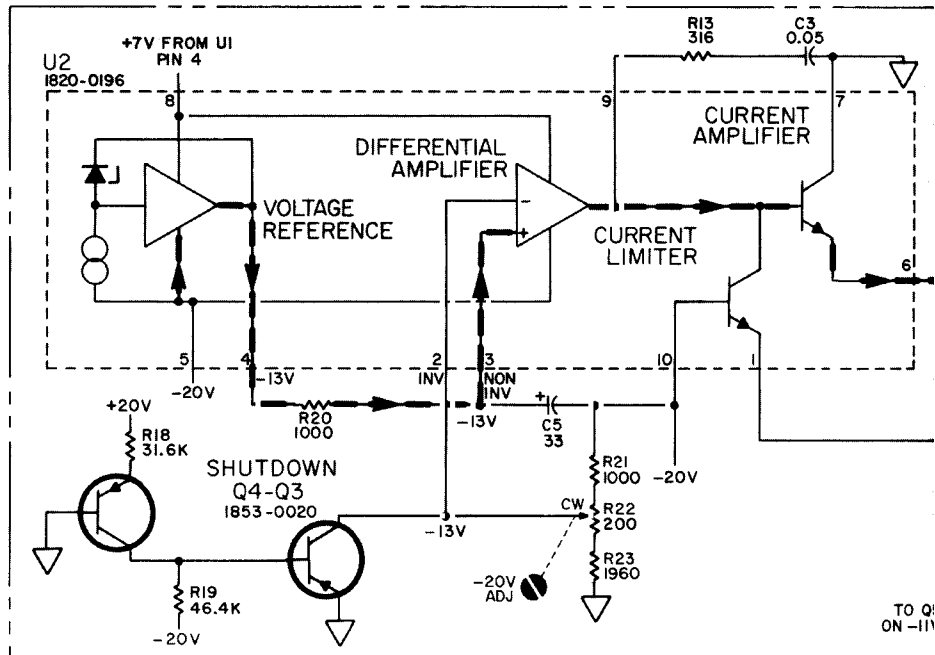 +7V FROM U1
PIN 4
U2
1820-0196
8
R13
316
C3
0.05
9
7
CURRENT
AMPLIFIER
DIFFERENTIAL
AMPLIFIER
VOLTAGE
REFERENCE
-
+
CURRENT
LIMITER
6
5
-20V
4
-13V
2
INV
3
NON
INV
10
1
R20
1000
-13V
+
C5
33
+20V
R18
31.6K
SHUTDOWN
Q4-Q3
1853-0020
R21
1000
-20V
CW
R22
200
-13V
R23
1960
-20V
ADJ
R19
46.4K
-20V
TO Q
ON -11V